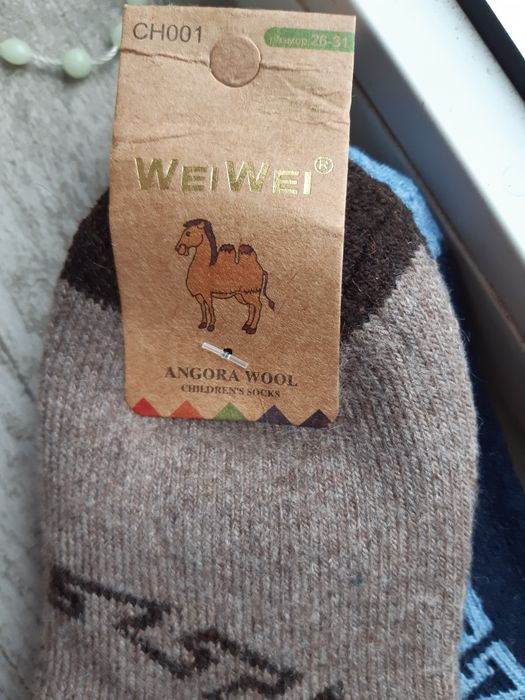 CH001
размер 26-31
WEIWEI®
ANGORA WOOL
CHILDREN'S SOCKS